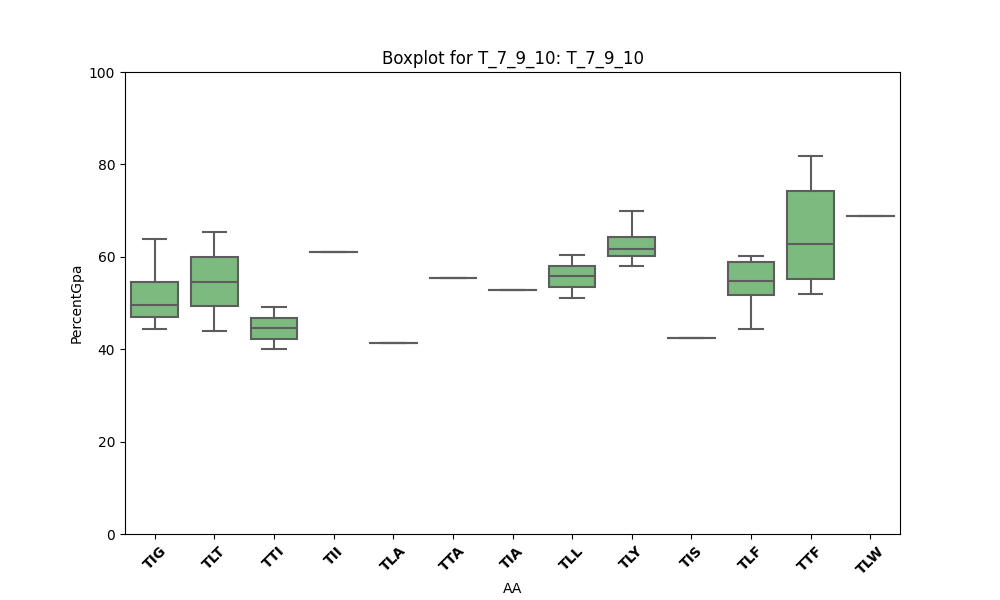 Boxplot for T_7_9_10: T_7_9_10
100
80
60
40
20
0
PercentGpa
TIG
TLT
TTI
TII
TLA
TTA
TIA
TLL
TLY
TIS
TLF
TTF
TLW
AA